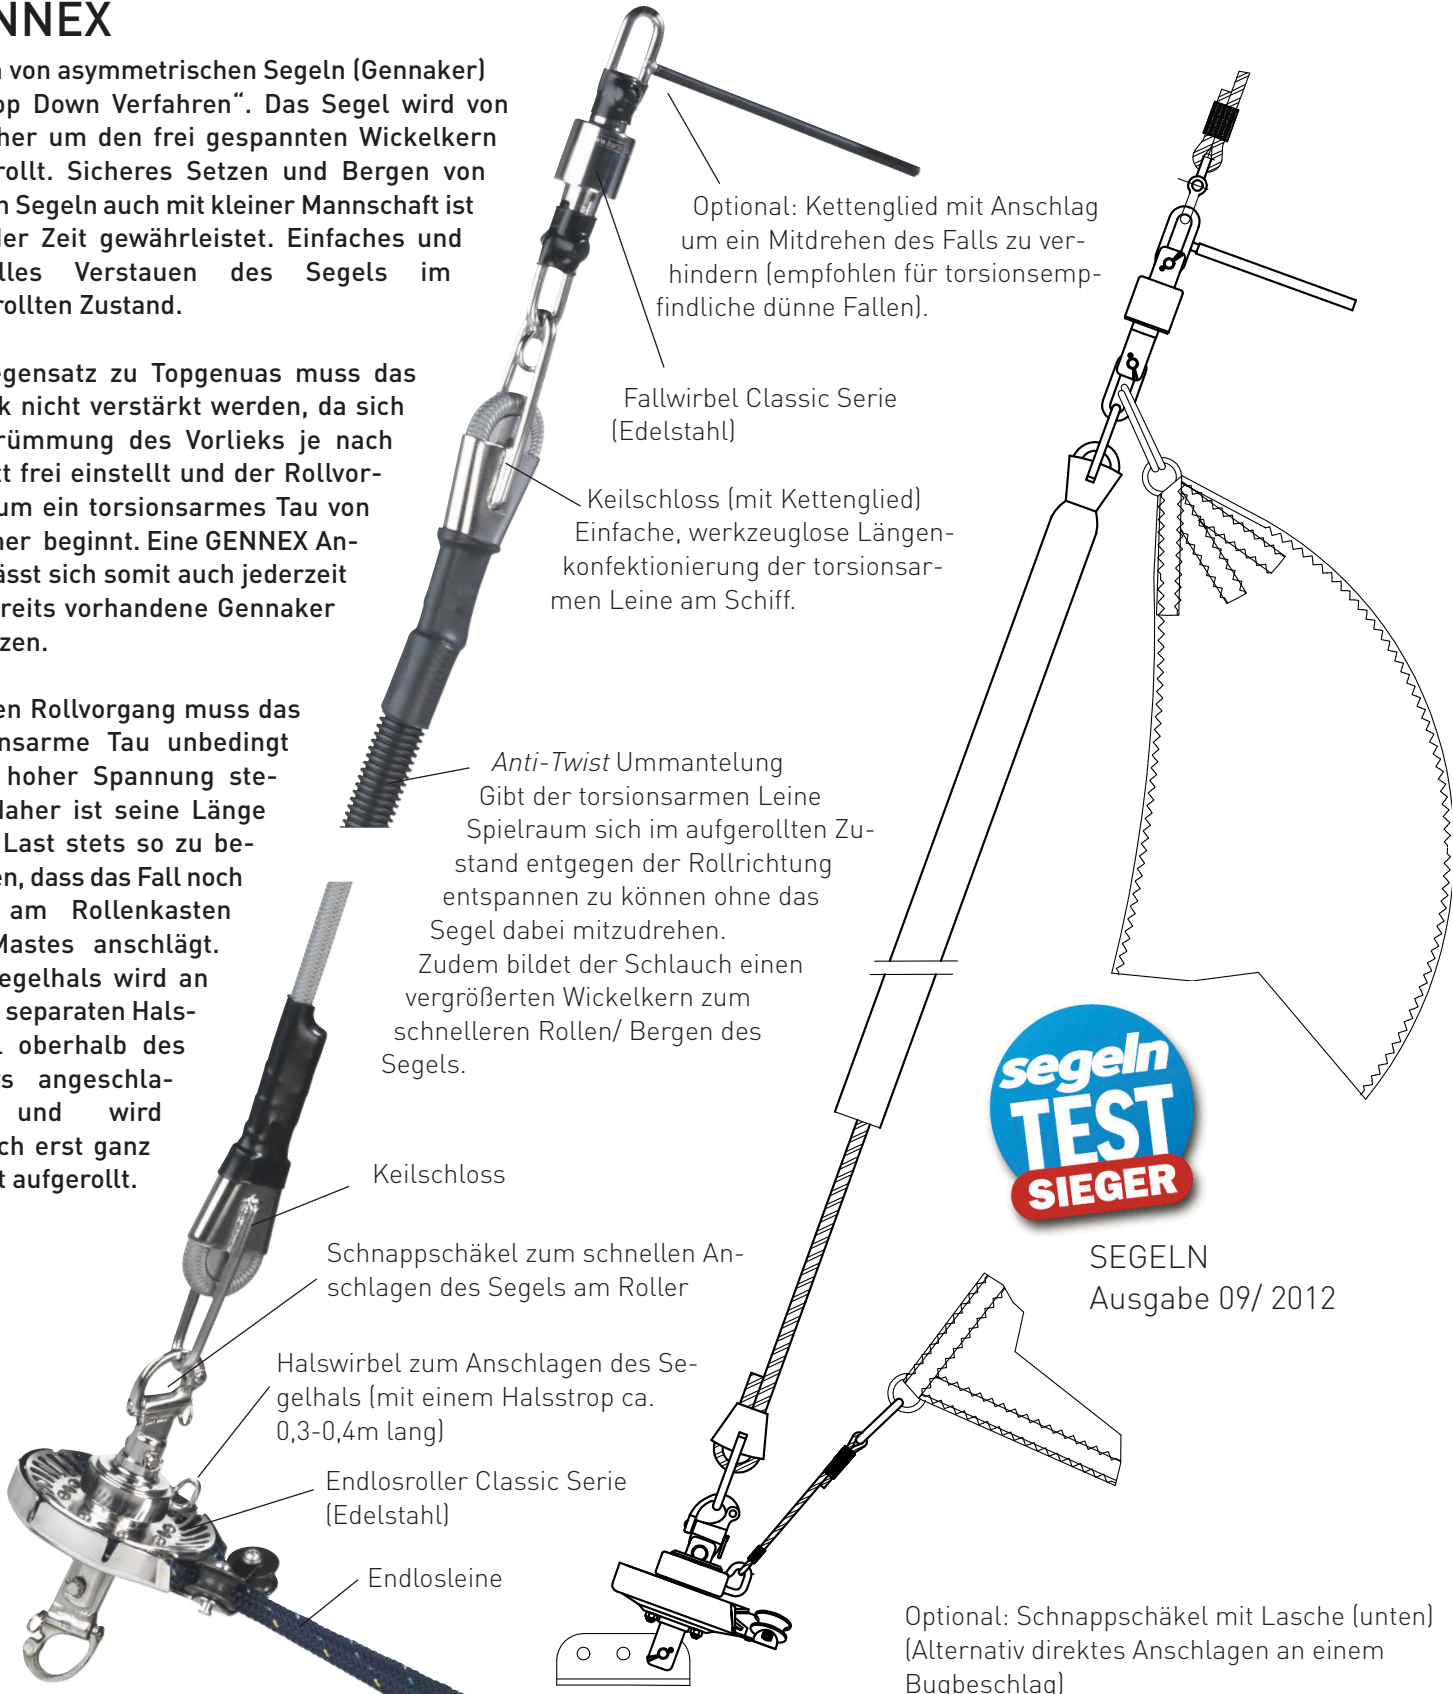 NNEX
von asymmetrischen Segeln (Gennaker)
op Down Verfahren“. Das Segel wird von
her um den frei gespannten Wickelkern
rollt. Sicheres Setzen und Bergen von
n Segeln auch mit kleiner Mannschaft ist
der Zeit gewährleistet. Einfaches und
lles Verstauen des Segels im
rollten Zustand.
egensatz zu Topgenuas muss das
k nicht verstärkt werden, da sich
rümmung des Vorlieks je nach
tt frei einstellt und der Rollvor-
um ein torsionsarmes Tau von
her beginnt. Eine GENNEX An-
ässt sich somit auch jederzeit
reits vorhandene Gennaker
zen.
en Rollvorgang muss das
nsarme Tau unbedingt
hoher Spannung ste-
daher ist seine Länge
Last stets so zu be-
en, dass das Fall noch
am Rollenkasten
Mastes anschlägt.
egelhals wird an
separaten Hals-
oberhalb des
s angeschla-
und wird
ch erst ganz
t aufgerollt.
Optional: Kettenglied mit Anschlag
um ein Mitdrehen des Falls zu ver-
hindern (empfohlen für torsionsemp-
findliche dünne Fallen).
Fallwirbel Classic Serie
(Edelstahl)
Keilschloss (mit Kettenglied)
Einfache, werkzeuglose Längen-
konfektionierung der torsionsar-
men Leine am Schiff.
Anti-Twist Ummantelung
Gibt der torsionsarmen Leine
Spielraum sich im aufgerollten Zu-
stand entgegen der Rollrichtung
entspannen zu können ohne das
Segel dabei mitzudrehen.
Zudem bildet der Schlauch einen
vergrößerten Wickelkern zum
schnelleren Rollen/ Bergen des
Segels.
Keilschloss
Schnappschäkel zum schnellen An-
schlagen des Segels am Roller
Halswirbel zum Anschlagen des Se-
gelhals (mit einem Halsstrop ca.
0,3-0,4m lang)
Endlosroller Classic Serie
(Edelstahl)
Endlosleine
segeln
TEST
SIEGER
SEGELN
Ausgabe 09/ 2012
Optional: Schnappschäkel mit Lasche (unten)
(Alternativ direktes Anschlagen an einem
Bugbeschlag)